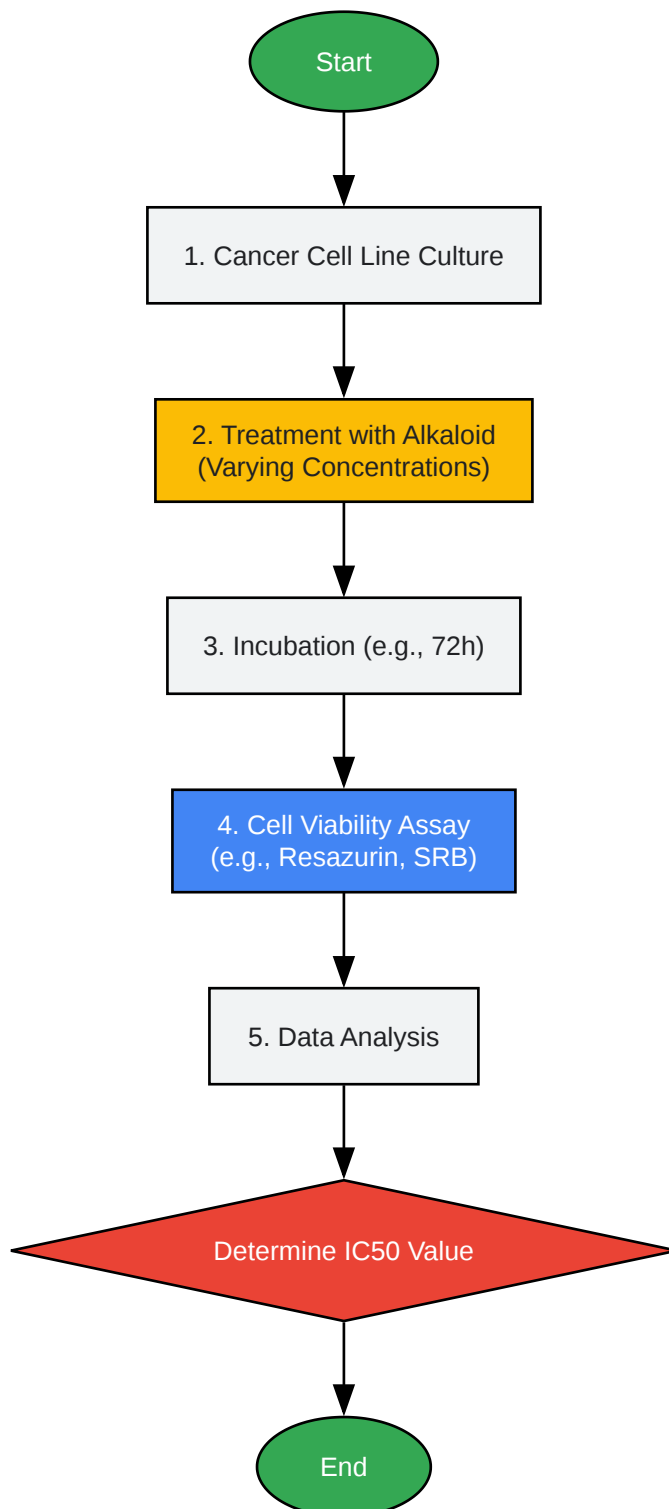 Start
1. Cancer Cell Line Culture
2. Treatment with Alkaloid
(Varying Concentrations)
3. Incubation (e.g., 72h)
4. Cell Viability Assay
(e.g., Resazurin, SRB)
5. Data Analysis
Determine IC50 Value
End